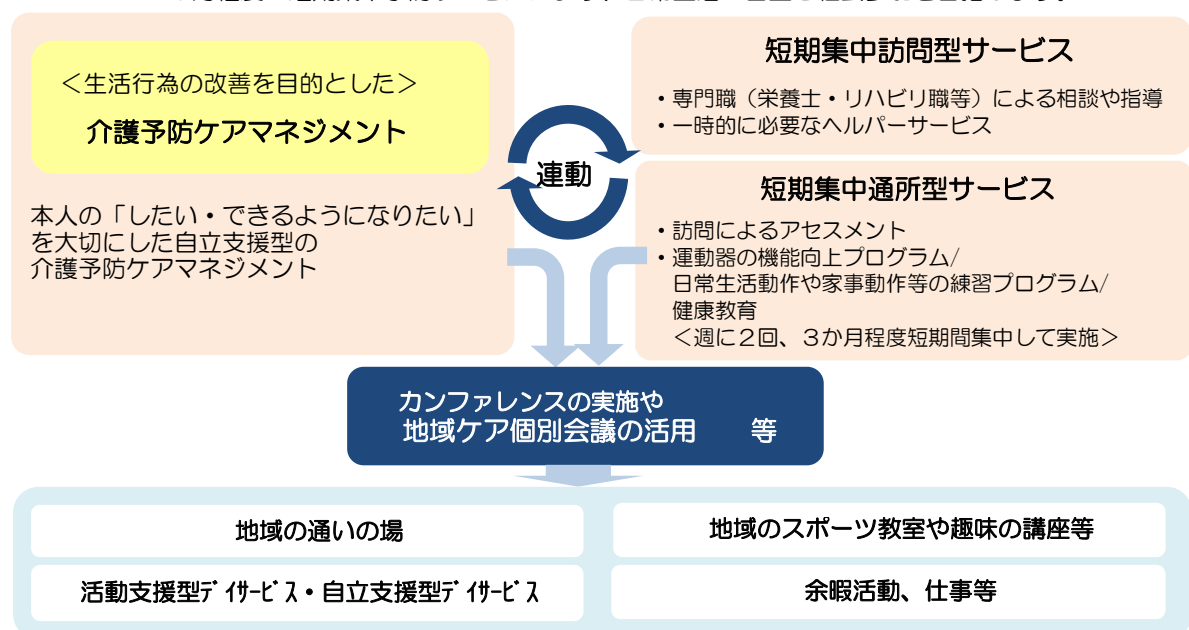 ＜生活行為の改善を目的とした＞
介護予防ケアマネジメント
本人の「したい・できるようになりたい」
を大切にした自立支援型の
介護予防ケアマネジメント
連動
短期集中訪問型サービス
・専門職（栄養士・リハビリ職等）による相談や指導
・一時的に必要なヘルパーサービス
短期集中通所型サービス
・訪問によるアセスメント
・運動器の機能向上プログラム/
日常生活動作や家事動作等の練習プログラム/
健康教育
＜週に２回、３か月程度短期間集中して実施＞
カンファレンスの実施や
地域ケア個別会議の活用　　等
地域の通いの場
地域のスポーツ教室や趣味の講座等
活動支援型ﾃﾞｲｻｰﾋﾞｽ・自立支援型ﾃﾞｲｻｰﾋﾞｽ
余暇活動、仕事等